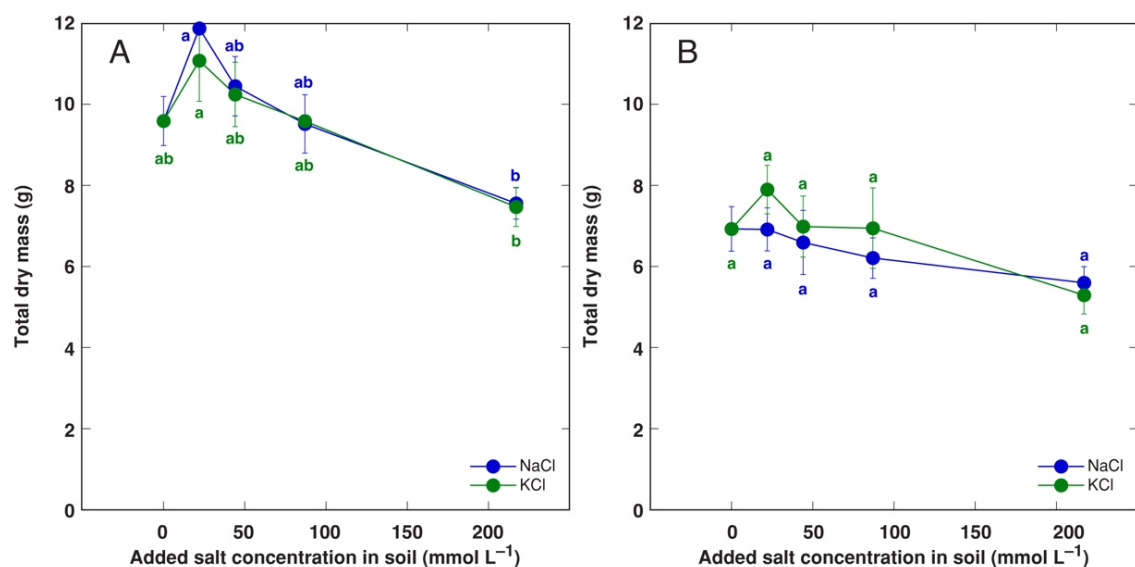 A
12
10
8
6
4
2
0
Total dry mass (g)
a
ab
ab
b
ab
a
ab
ab
b
NaCl
KCl
0 50 100 150 200
Added salt concentration in soil (mmol L⁻¹)
B
12
10
8
6
4
2
0
Total dry mass (g)
a
a
a
a
a
a
a
a
a
NaCl
KCl
0 50 100 150 200
Added salt concentration in soil (mmol L⁻¹)